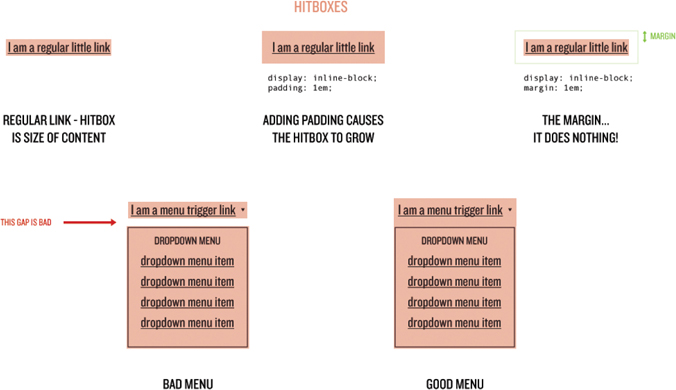 HITBOXES
I am a regular little link
I am a regular little link
display: inline-block;
padding: 1em;
I am a regular little link
MARGIN
display: inline-block;
margin: 1em;
REGULAR LINK - HITBOX
IS SIZE OF CONTENT
ADDING PADDING CAUSES
THE HITBOX TO GROW
THE MARGIN...
IT DOES NOTHING!
THIS GAP IS BAD
I am a menu trigger link
DROPDOWN MENU
dropdown menu item
dropdown menu item
dropdown menu item
dropdown menu item
BAD MENU
I am a menu trigger link
DROPDOWN MENU
dropdown menu item
dropdown menu item
dropdown menu item
dropdown menu item
GOOD MENU